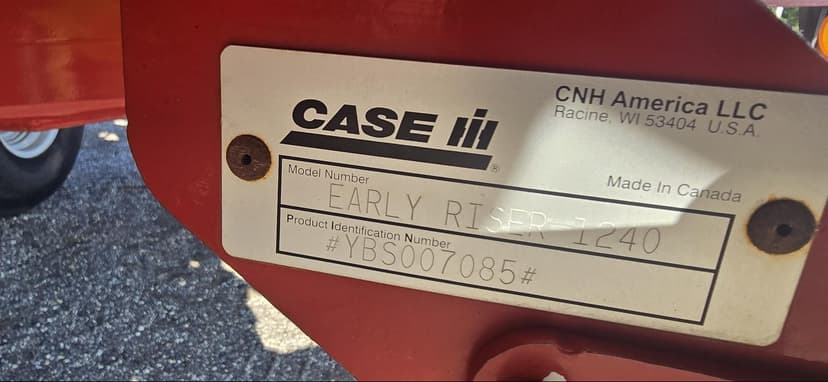 CASE IH
®
CNH America LLC
Racine, WI 53404 U.S.A.
Made In Canada
Model Number
EARLY RISER 1240
Product Identification Number
#YBS007085#